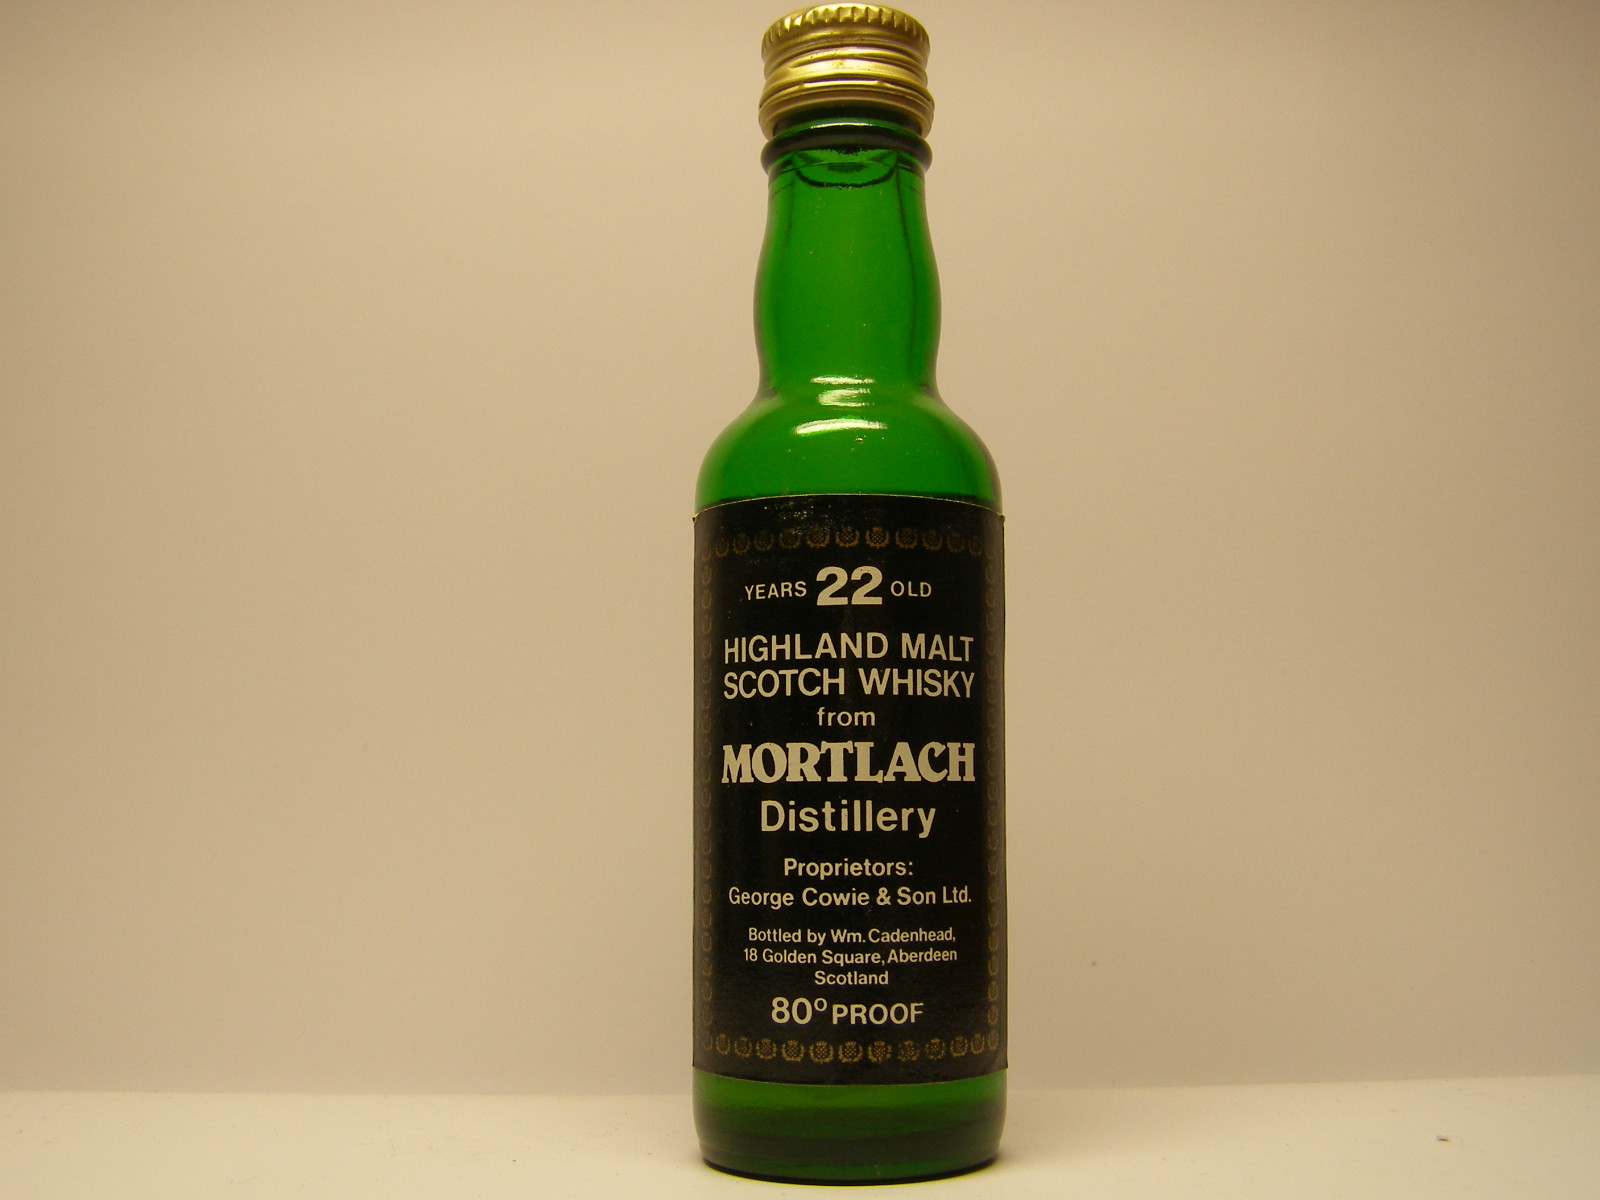 YEARS 22 OLD
HIGHLAND MALT
SCOTCH WHISKY
from
MORTLACH
Distillery
Proprietors:
George Cowie & Son Ltd.
Bottled by Wm. Cadenhead,
18 Golden Square, Aberdeen
Scotland
80º PROOF